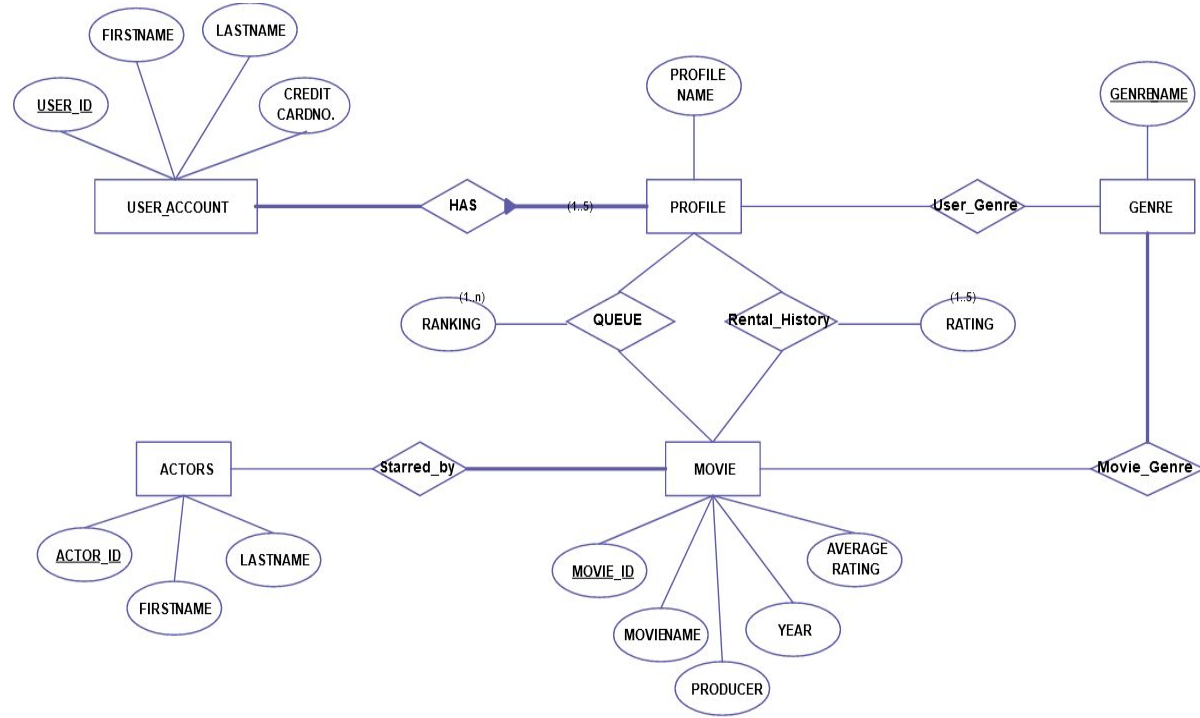 FIRSTNAME
LASTNAME
USER_ID
CREDIT
CARDNO.
PROFILE
NAME
GENRENAME
USER_ACCOUNT
HAS
(1..5)
PROFILE
User_Genre
GENRE
(1..n)
RANKING
QUEUE
Rental_History
(1..5)
RATING
ACTORS
Starred_by
MOVIE
Movie_Genre
ACTOR_ID
FIRSTNAME
LASTNAME
MOVIE_ID
MOVIENAME
PRODUCER
YEAR
AVERAGE
RATING